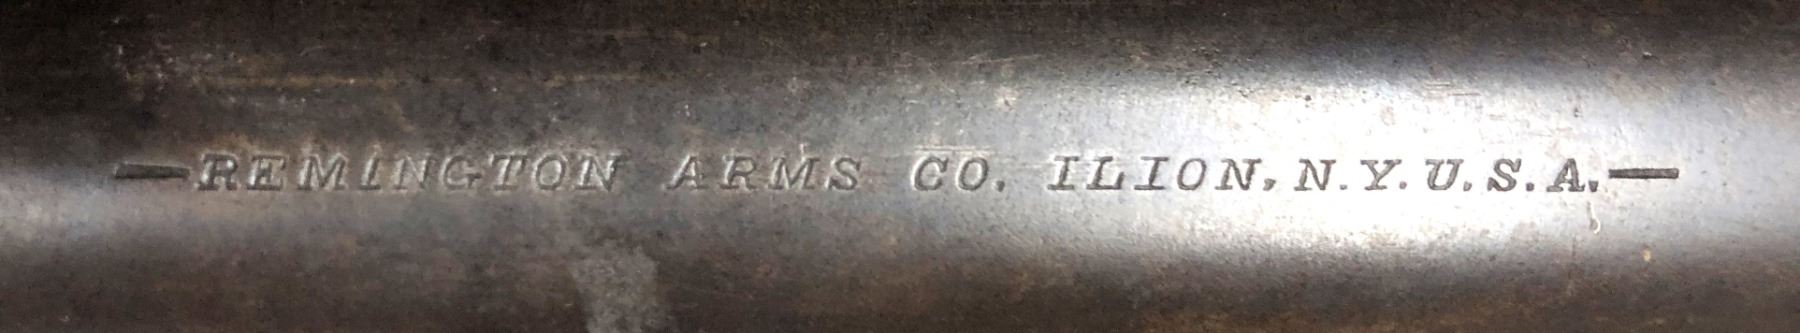 —REMINGTON ARMS CO. ILION, N.Y. U.S.A.—